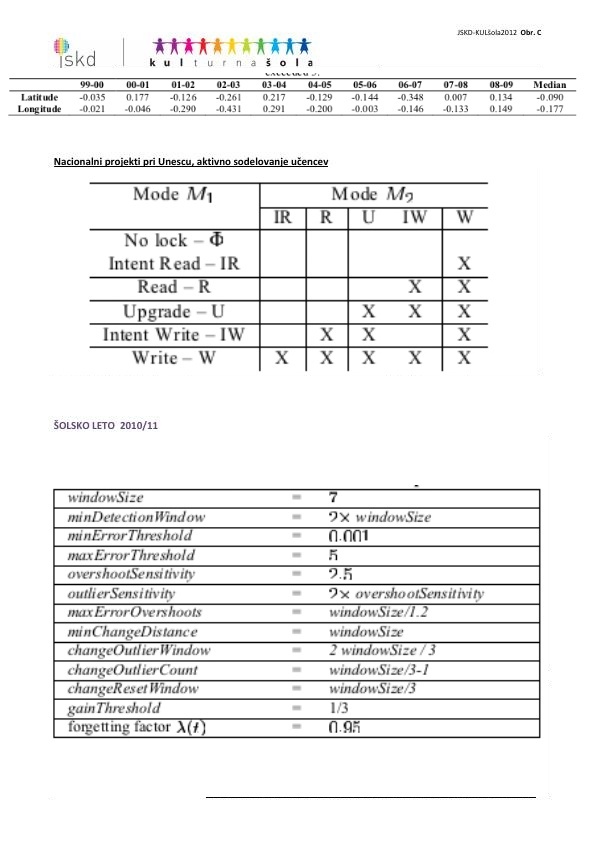 JSKD-KULšola2012 Obr. C
jskd
kulturnašola
exceeded 5.
99-00 00-01 01-02 02-03 03-04 04-05 05-06 06-07 07-08 08-09 Median
Latitude -0.035 0.177 -0.126 -0.261 0.217 -0.129 -0.144 -0.348 0.007 0.134 -0.090
Longitude -0.021 -0.046 -0.290 -0.431 0.291 -0.200 -0.003 -0.146 -0.133 0.149 -0.177
Nacionalni projekti pri Unescu, aktivno sodelovanje učencev
Mode M1 Mode M2
IR R U IW W
No lock – Φ
Intent Read – IR X
Read – R X X
Upgrade – U X X X
Intent Write – IW X X X
Write – W X X X X X
ŠOLSKO LETO 2010/11
windowSize = 7
minDetectionWindow = 2× windowSize
minErrorThreshold = 0.001
maxErrorThreshold = 5
overshootSensitivity = 2.5
outlierSensitivity = 2× overshootSensitivity
maxErrorOvershoots = windowSize/1.2
minChangeDistance = windowSize
changeOutlierWindow = 2 windowSize / 3
changeOutlierCount = windowSize/3-1
changeResetWindow = windowSize/3
gainThreshold = 1/3
forgetting factor λ(t) = 0.95